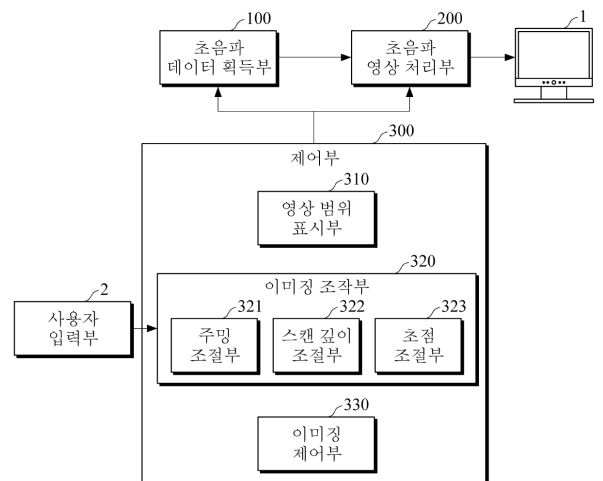 100
초음파
데이터 획득부
200
초음파
영상 처리부
1
300
제어부
310
영상 범위
표시부
320
이미징 조작부
2
사용자
입력부
321
주밍
조절부
322
스캔 깊이
조절부
323
초점
조절부
330
이미징
제어부